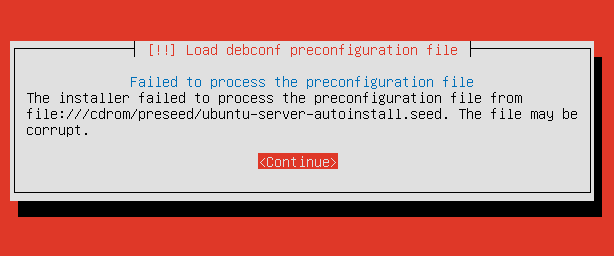 [!!] Load debconf preconfiguration file
Failed to process the preconfiguration file
The installer failed to process the preconfiguration file from
file:///cdrom/preseed/ubuntu-server-autoinstall.seed. The file may be
corrupt.
<Continue>